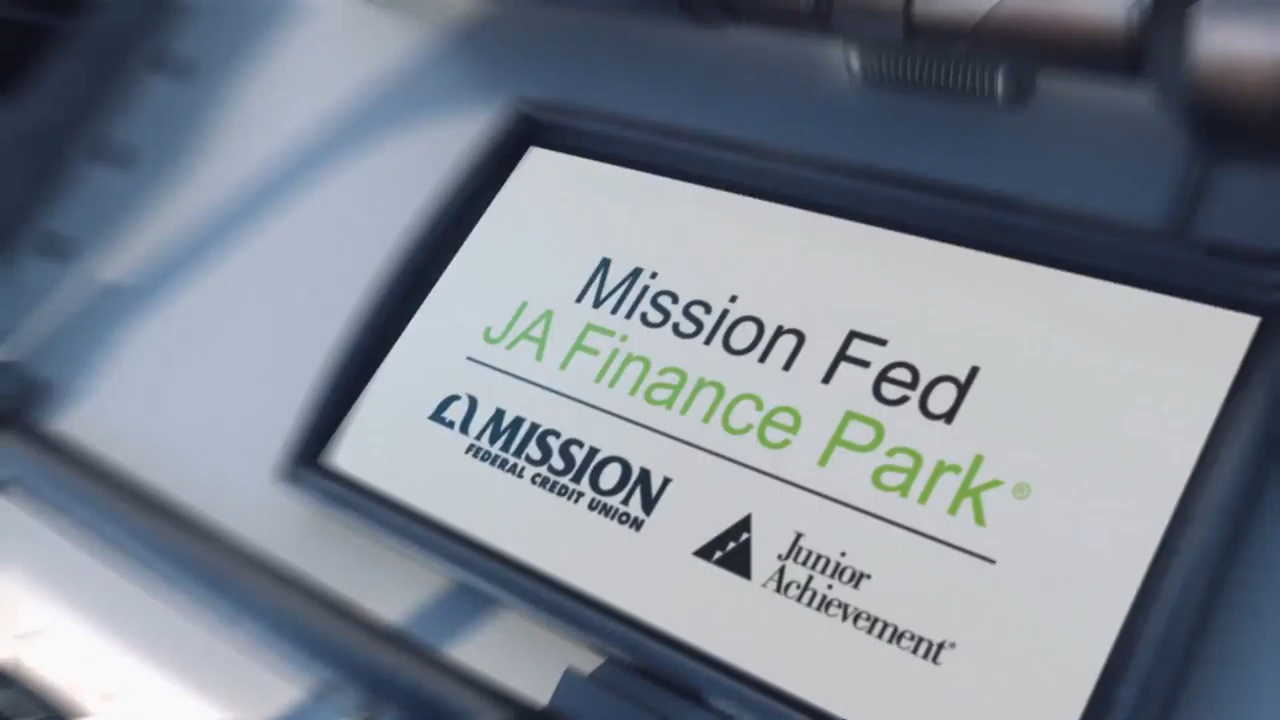 Mission Fed
JA Finance Park®
MISSION
FEDERAL CREDIT UNION
Junior
Achievement®